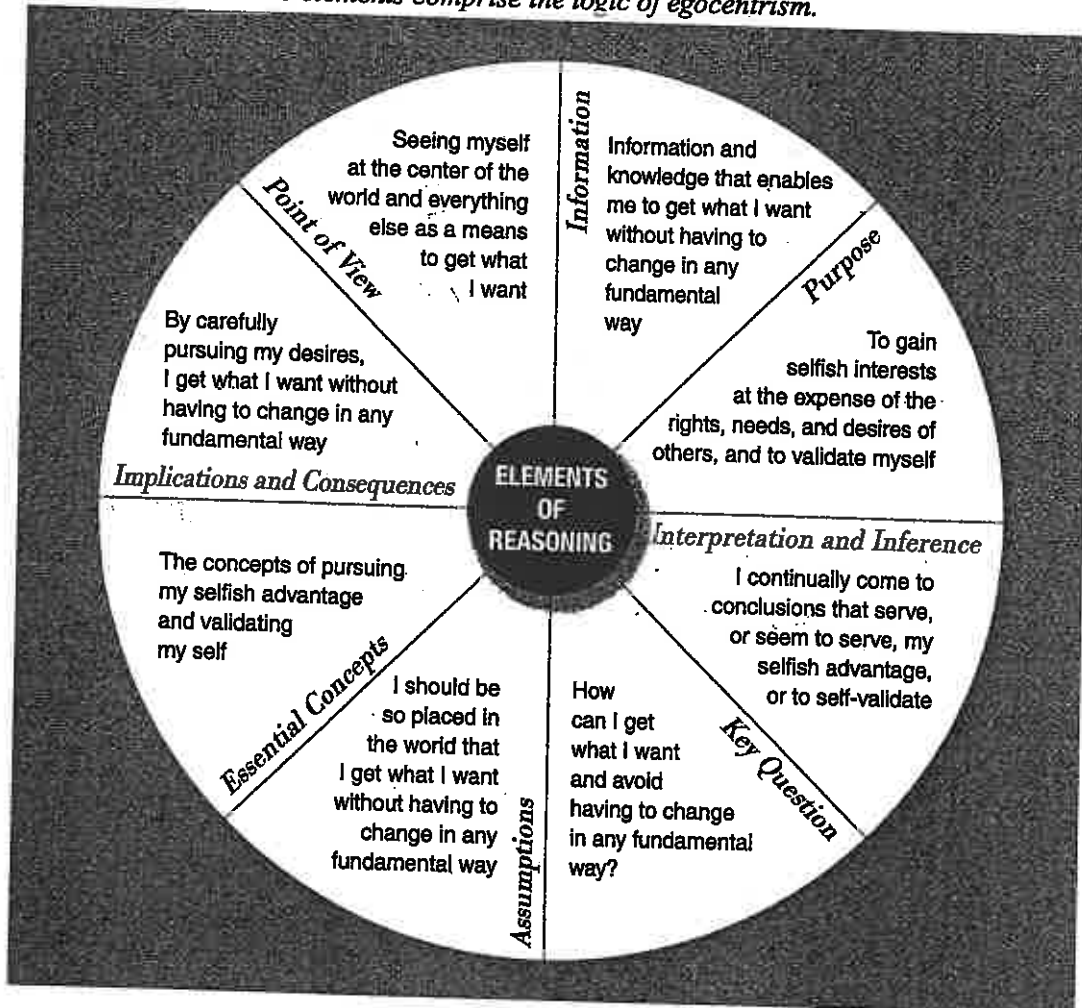 elements comprise the logic of egocentrism.
Information
Information and
knowledge that enables
me to get what I want
without having to
change in any
fundamental
way
Purpose
To gain
selfish interests
at the expense of the
rights, needs, and desires of
others, and to validate myself
Interpretation and Inference
I continually come to
conclusions that serve,
or seem to serve, my
selfish advantage,
or to self-validate
Key Question
How
can I get
what I want
and avoid
having to change
in any fundamental
way?
Assumptions
I should be
so placed in
the world that
I get what I want
without having to
change in any
fundamental way
Essential Concepts
The concepts of pursuing
my selfish advantage
and validating
my self
Implications and Consequences
By carefully
pursuing my desires,
I get what I want without
having to change in any
fundamental way
Point of View
Seeing myself
at the center of the
world and everything
else as a means
to get what
I want
ELEMENTS
OF
REASONING